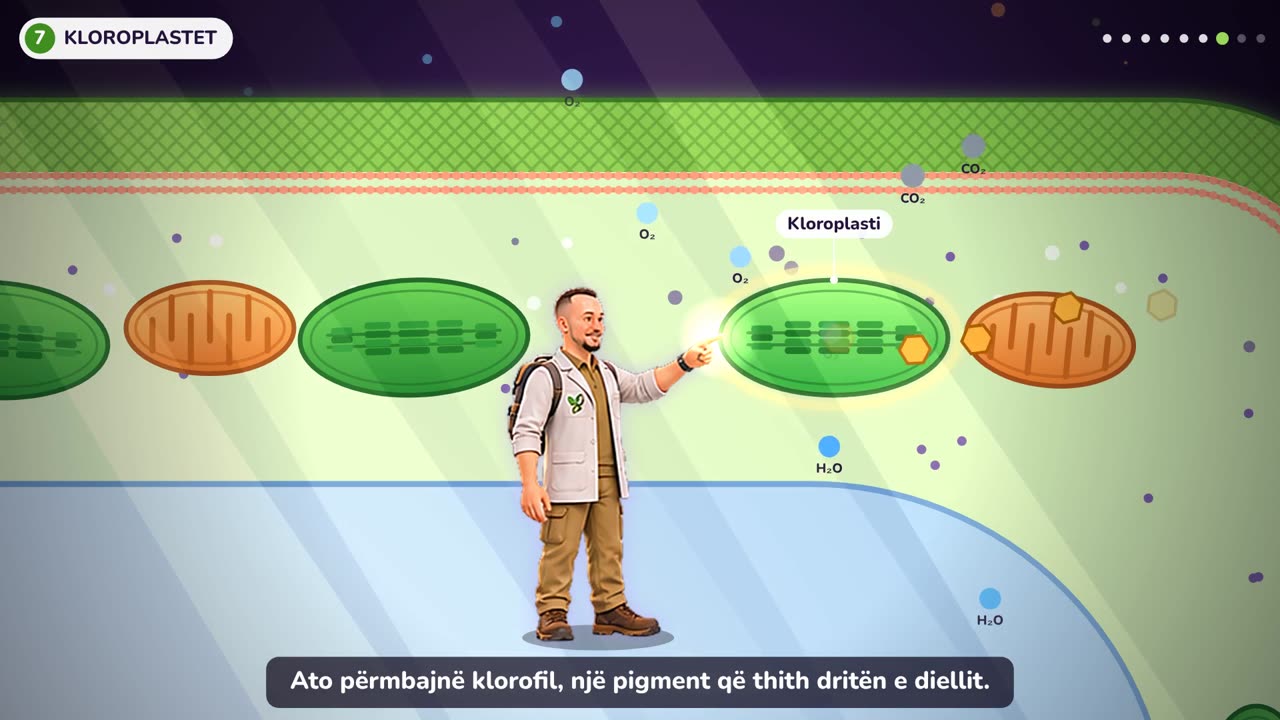 7 KLOROPLASTET
O₂
CO₂
CO₂
Kloroplasti
O₂
O₂
O₂
H₂O
H₂O
Ato përmbajnë klorofil, një pigment që thith dritën e diellit.